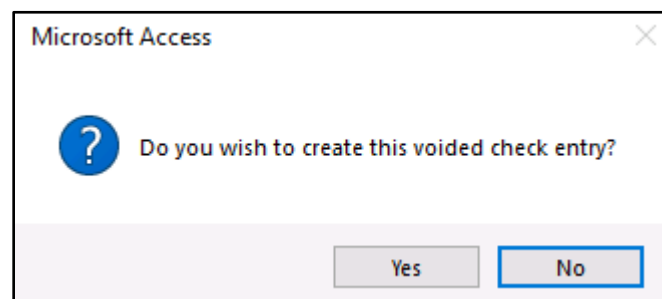 Microsoft Access
Do you wish to create this voided check entry?
Yes No